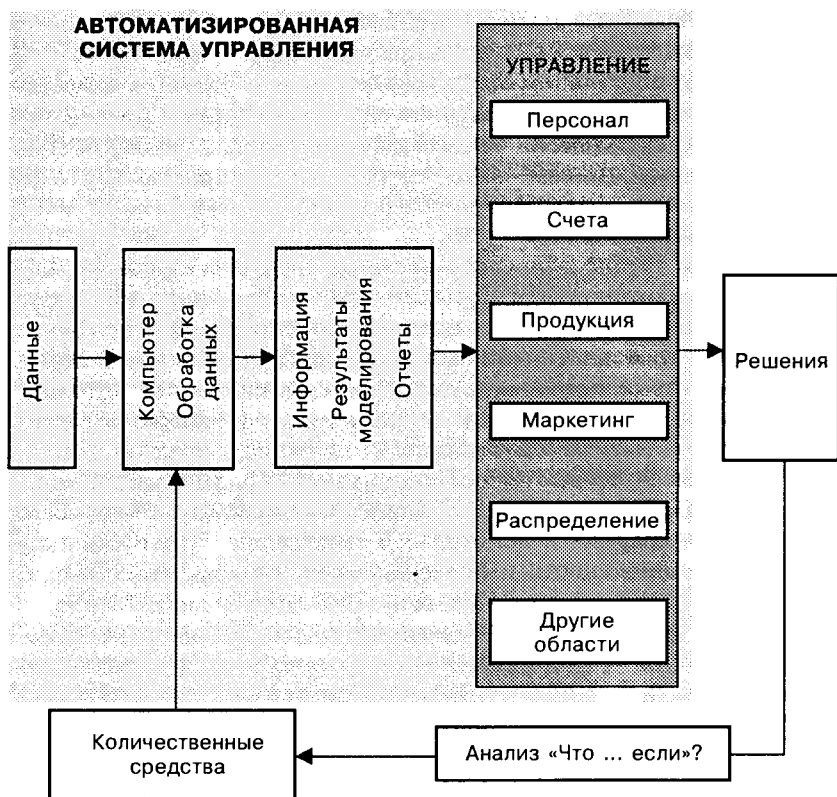 АВТОМАТИЗИРОВАННАЯ
СИСТЕМА УПРАВЛЕНИЯ
УПРАВЛЕНИЕ
Персонал
Счета
Продукция
Маркетинг
Распределение
Другие
области
Данные
Компьютер
Обработка
данных
Информация
Результаты
моделирования
Отчеты
Решения
Количественные
средства
Анализ «Что ... если»?